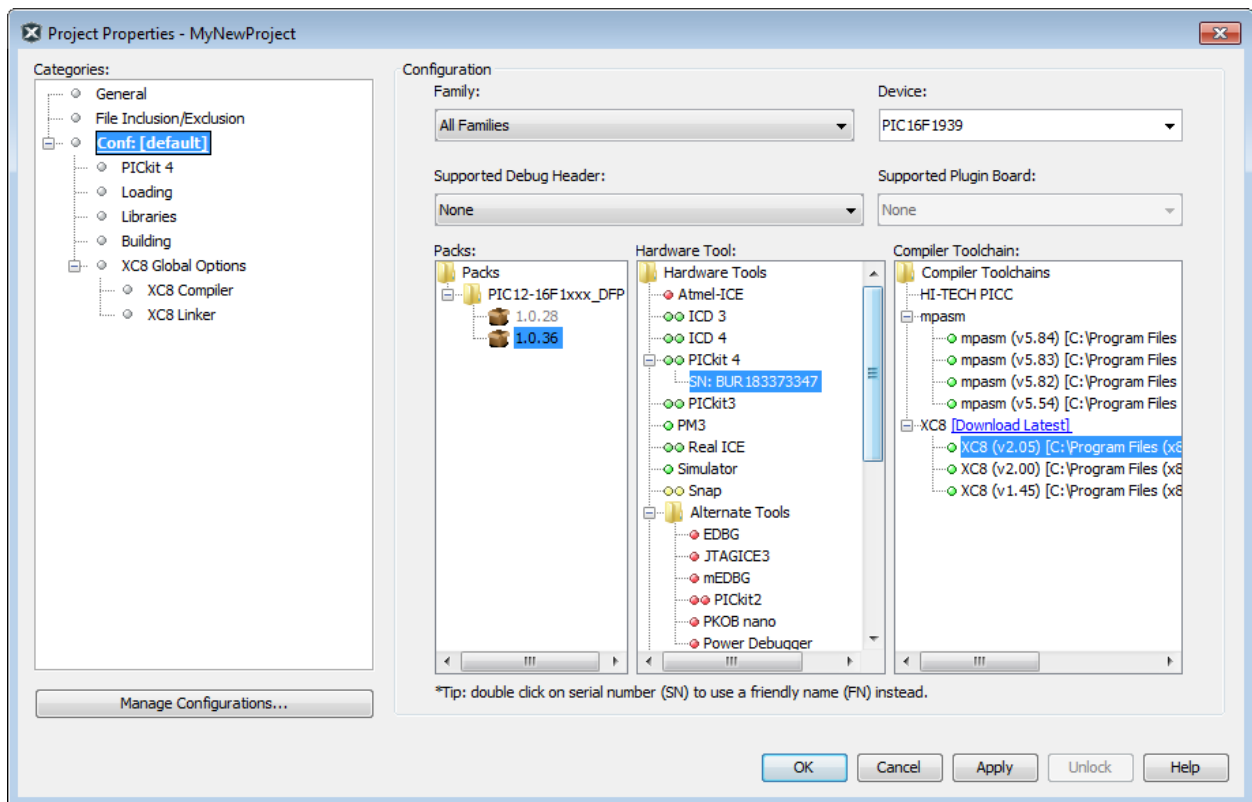 Project Properties - MyNewProject
Categories:
General
File Inclusion/Exclusion
Conf: [default]
PICkit 4
Loading
Libraries
Building
XC8 Global Options
XC8 Compiler
XC8 Linker
Manage Configurations...
Configuration
Family:
All Families
Device:
PIC16F1939
Supported Debug Header:
None
Supported Plugin Board:
None
Packs:
Packs
PIC12-16F1xxx_DFP
1.0.28
1.0.36
Hardware Tool:
Hardware Tools
Atmel-ICE
ICD 3
ICD 4
PICkit 4
SN: BUR183373347
PICkit3
PM3
Real ICE
Simulator
Snap
Alternate Tools
EDBG
JTAGICE3
mEDBG
PICkit2
PKOB nano
Power Debugger
Compiler Toolchain:
Compiler Toolchains
HI-TECH PICC
mpasm
mpasm (v5.84) [C:\Program Files
mpasm (v5.83) [C:\Program Files
mpasm (v5.82) [C:\Program Files
mpasm (v5.54) [C:\Program Files
XC8 [Download Latest]
XC8 (v2.05) [C:\Program Files (x8
XC8 (v2.00) [C:\Program Files (x8
XC8 (v1.45) [C:\Program Files (x8
*Tip: double click on serial number (SN) to use a friendly name (FN) instead.
OK
Cancel
Apply
Unlock
Help